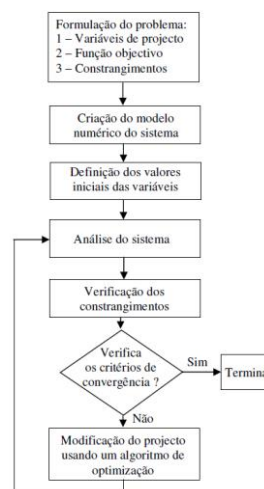 Formulação do problema:
1 – Variáveis de projecto
2 – Função objectivo
3 – Constrangimentos
Criação do modelo
numérico do sistema
Definição dos valores
iniciais das variáveis
Análise do sistema
Verificação dos
constrangimentos
Verifica
os critérios de
convergência ?
Sim
Termina
Não
Modificação do projecto
usando um algoritmo de
optimização